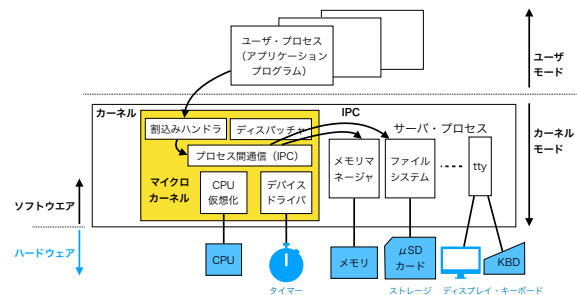 ユーザ・プロセス
（アプリケーション
プログラム）
ユーザ
モード
カーネル
IPC
割込みハンドラ
ディスパッチャ
サーバ・プロセス
カーネル
モード
プロセス間通信（IPC）
マイクロ
カーネル
CPU
仮想化
デバイス
ドライバ
メモリマ
ネージャ
ファイル
システム
tty
ソフトウエア
ハードウェア
CPU
タイマー
メモリ
μSD
カード
ストレージ
KBD
ディスプレイ・キーボード